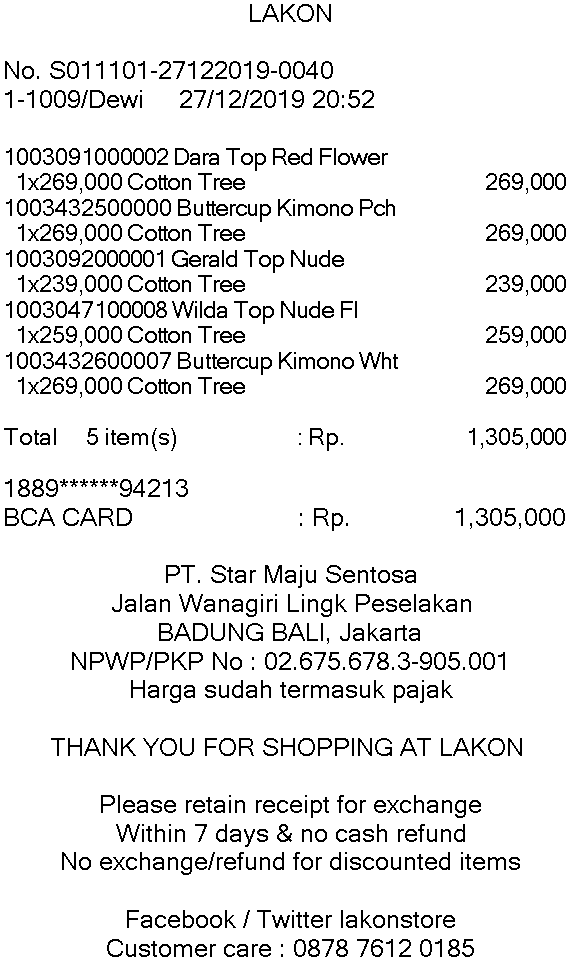 LAKON
No. S011101-27122019-0040
1-1009/Dewi 27/12/2019 20:52
1003091000002 Dara Top Red Flower
1x269,000 Cotton Tree 269,000
1003432500000 Buttercup Kimono Pch
1x269,000 Cotton Tree 269,000
1003092000001 Gerald Top Nude
1x239,000 Cotton Tree 239,000
1003047100008 Wilda Top Nude Fl
1x259,000 Cotton Tree 259,000
1003432600007 Buttercup Kimono Wht
1x269,000 Cotton Tree 269,000
Total 5 item(s) : Rp. 1,305,000
1889******94213
BCA CARD : Rp. 1,305,000
PT. Star Maju Sentosa
Jalan Wanagiri Lingk Peselakan
BADUNG BALI, Jakarta
NPWP/PKP No : 02.675.678.3-905.001
Harga sudah termasuk pajak
THANK YOU FOR SHOPPING AT LAKON
Please retain receipt for exchange
Within 7 days & no cash refund
No exchange/refund for discounted items
Facebook / Twitter lakonstore
Customer care : 0878 7612 0185